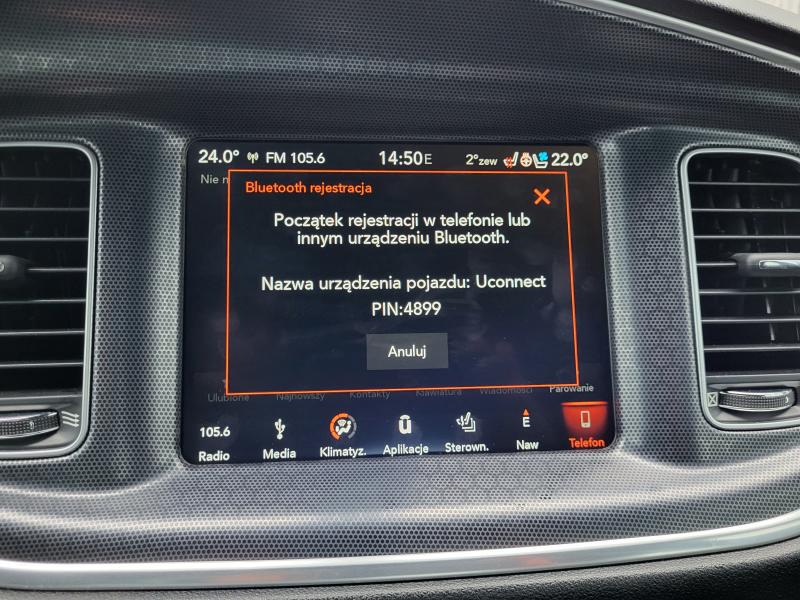 24.0° FM 105.6 14:50 E 2°zew 22.0°
Nie
Bluetooth rejestracja
Początek rejestracji w telefonie lub
innym urządzeniu Bluetooth.
Nazwa urządzenia pojazdu: Uconnect
PIN:4899
Anuluj
Ulubione Najnowszy Kontakty Klawiatura Wiadomości Parowanie
105.6 E
Radio Media Klimatyz. Aplikacje Sterown. Naw Telefon